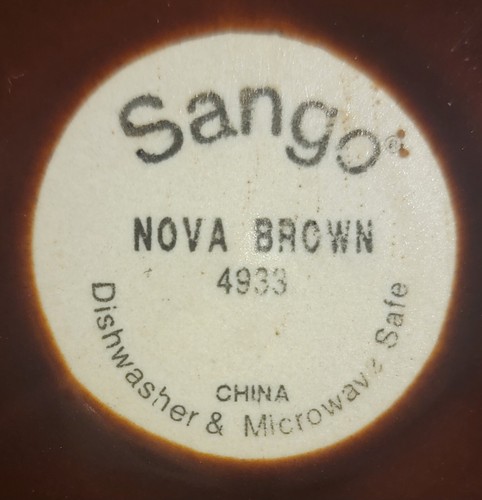 Sango®
NOVA BROWN
4933
CHINA
Dishwasher & Microwave Safe